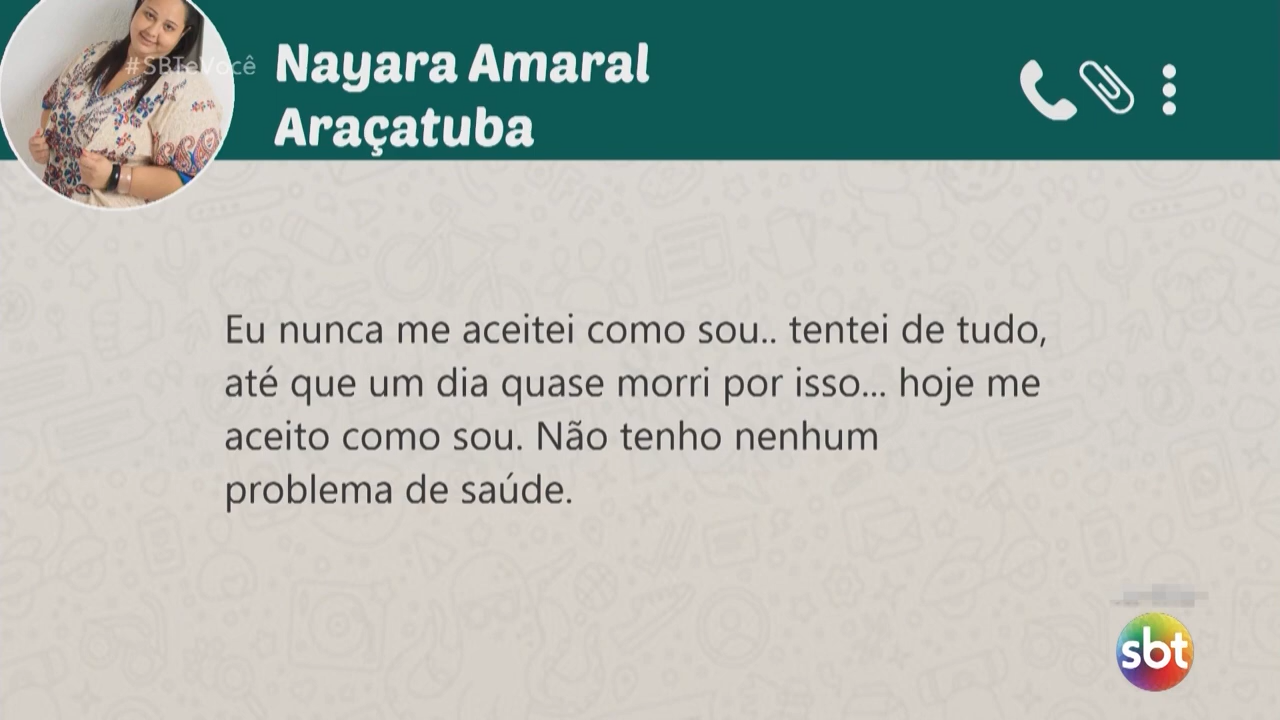 #SBTeVocê
Nayara Amaral
Araçatuba
Eu nunca me aceitei como sou.. tentei de tudo,
até que um dia quase morri por isso... hoje me
aceito como sou. Não tenho nenhum
problema de saúde.
sbt